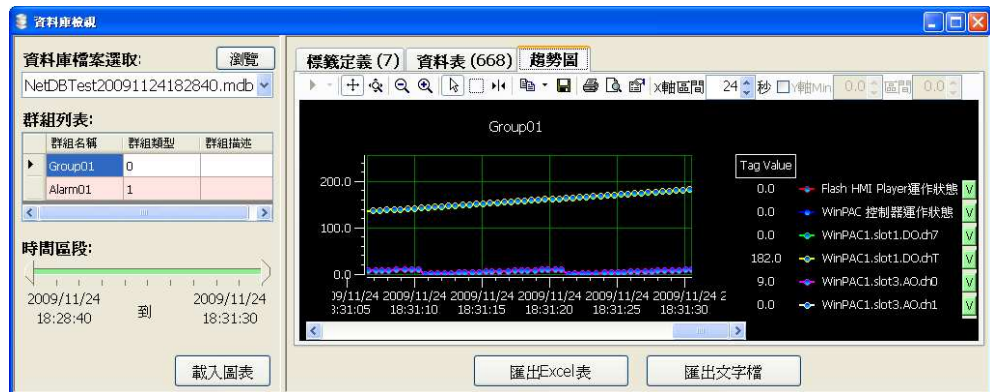 資料庫檢視
資料庫檔案選取:
瀏覽
NetDBTest20091124182840.mdb
群組列表:
群組名稱 群組類型 群組描述
Group01 0
Alarm01 1
時間區段:
2009/11/24 18:28:40
到
2009/11/24 18:31:30
載入圖表
標籤定義 (7) 資料表 (668) 趨勢圖
X軸區間 24 秒 Y軸Min 0.0 區間 0.0
Group01
200.0
100.0
0.0
09/11/24 2009/11/24 2009/11/24 2009/11/24 2009/11/24 2009/11/24 2
8:31:05 18:31:10 18:31:15 18:31:20 18:31:25 18:31:30
Tag Value
0.0 Flash HMI Player運作狀態 V
0.0 WinPAC 控制器運作狀態 V
0.0 WinPAC1.slot1.DO.ch7 V
182.0 WinPAC1.slot1.DO.chT V
9.0 WinPAC1.slot3.AO.ch0 V
0.0 WinPAC1.slot3.AO.ch1 V
匯出Excel表
匯出文字檔